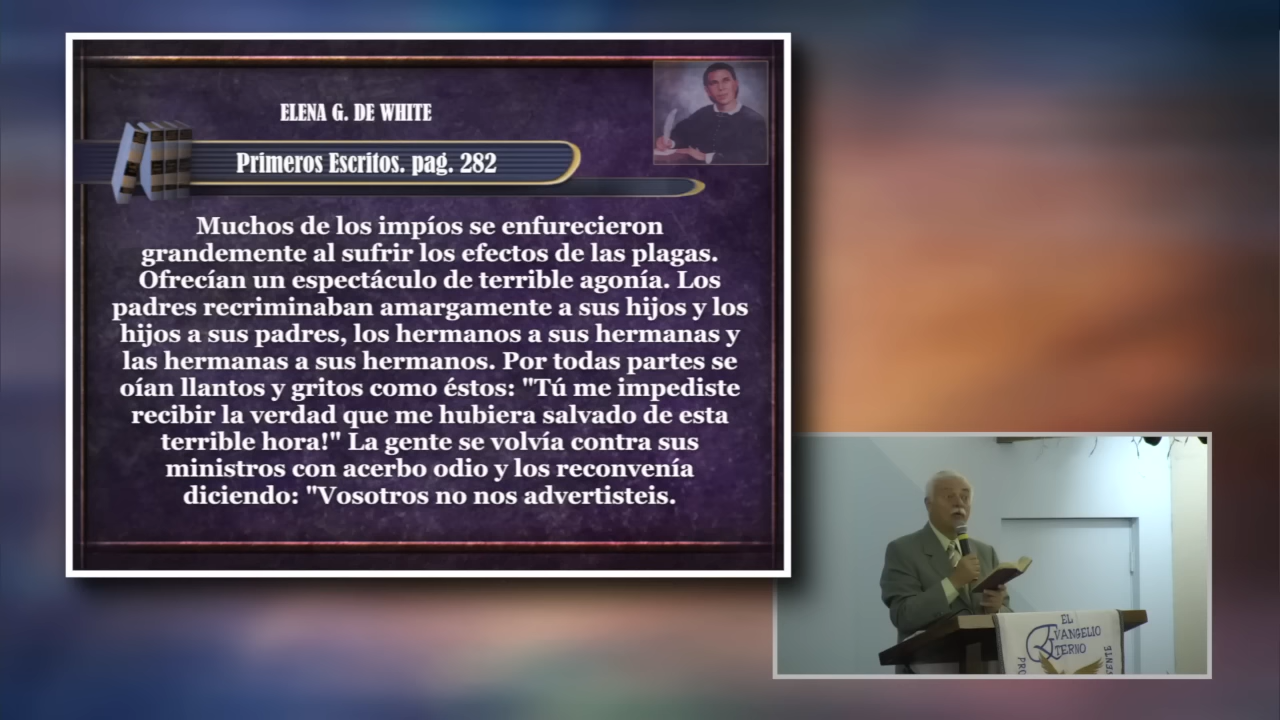 ELENA G. DE WHITE
Primeros Escritos. pag. 282
Muchos de los impíos se enfurecieron
grandemente al sufrir los efectos de las plagas.
Ofrecían un espectáculo de terrible agonía. Los
padres recriminaban amargamente a sus hijos y los
hijos a sus padres, los hermanos a sus hermanas y
las hermanas a sus hermanos. Por todas partes se
oían llantos y gritos como éstos: "Tú me impediste
recibir la verdad que me hubiera salvado de esta
terrible hora!" La gente se volvía contra sus
ministros con acerbo odio y los reconvenía
diciendo: "Vosotros no nos advertisteis.
EL
EVANGELIO
ETERNO